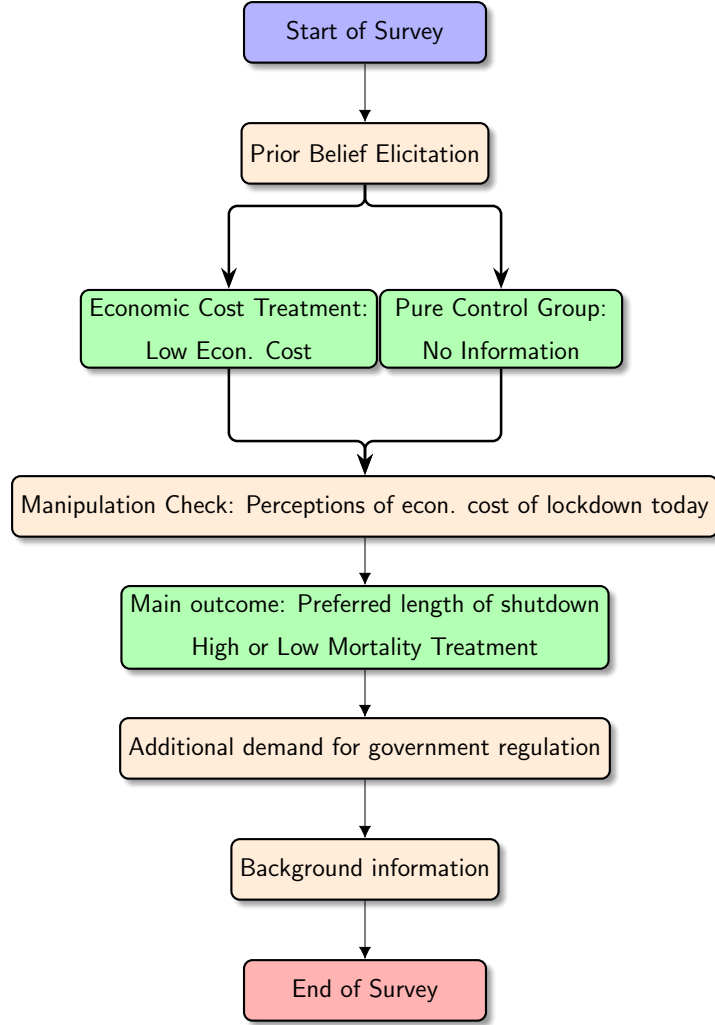 Start of Survey
Prior Belief Elicitation
Economic Cost Treatment:
Low Econ. Cost
Pure Control Group:
No Information
Manipulation Check: Perceptions of econ. cost of lockdown today
Main outcome: Preferred length of shutdown
High or Low Mortality Treatment
Additional demand for government regulation
Background information
End of Survey